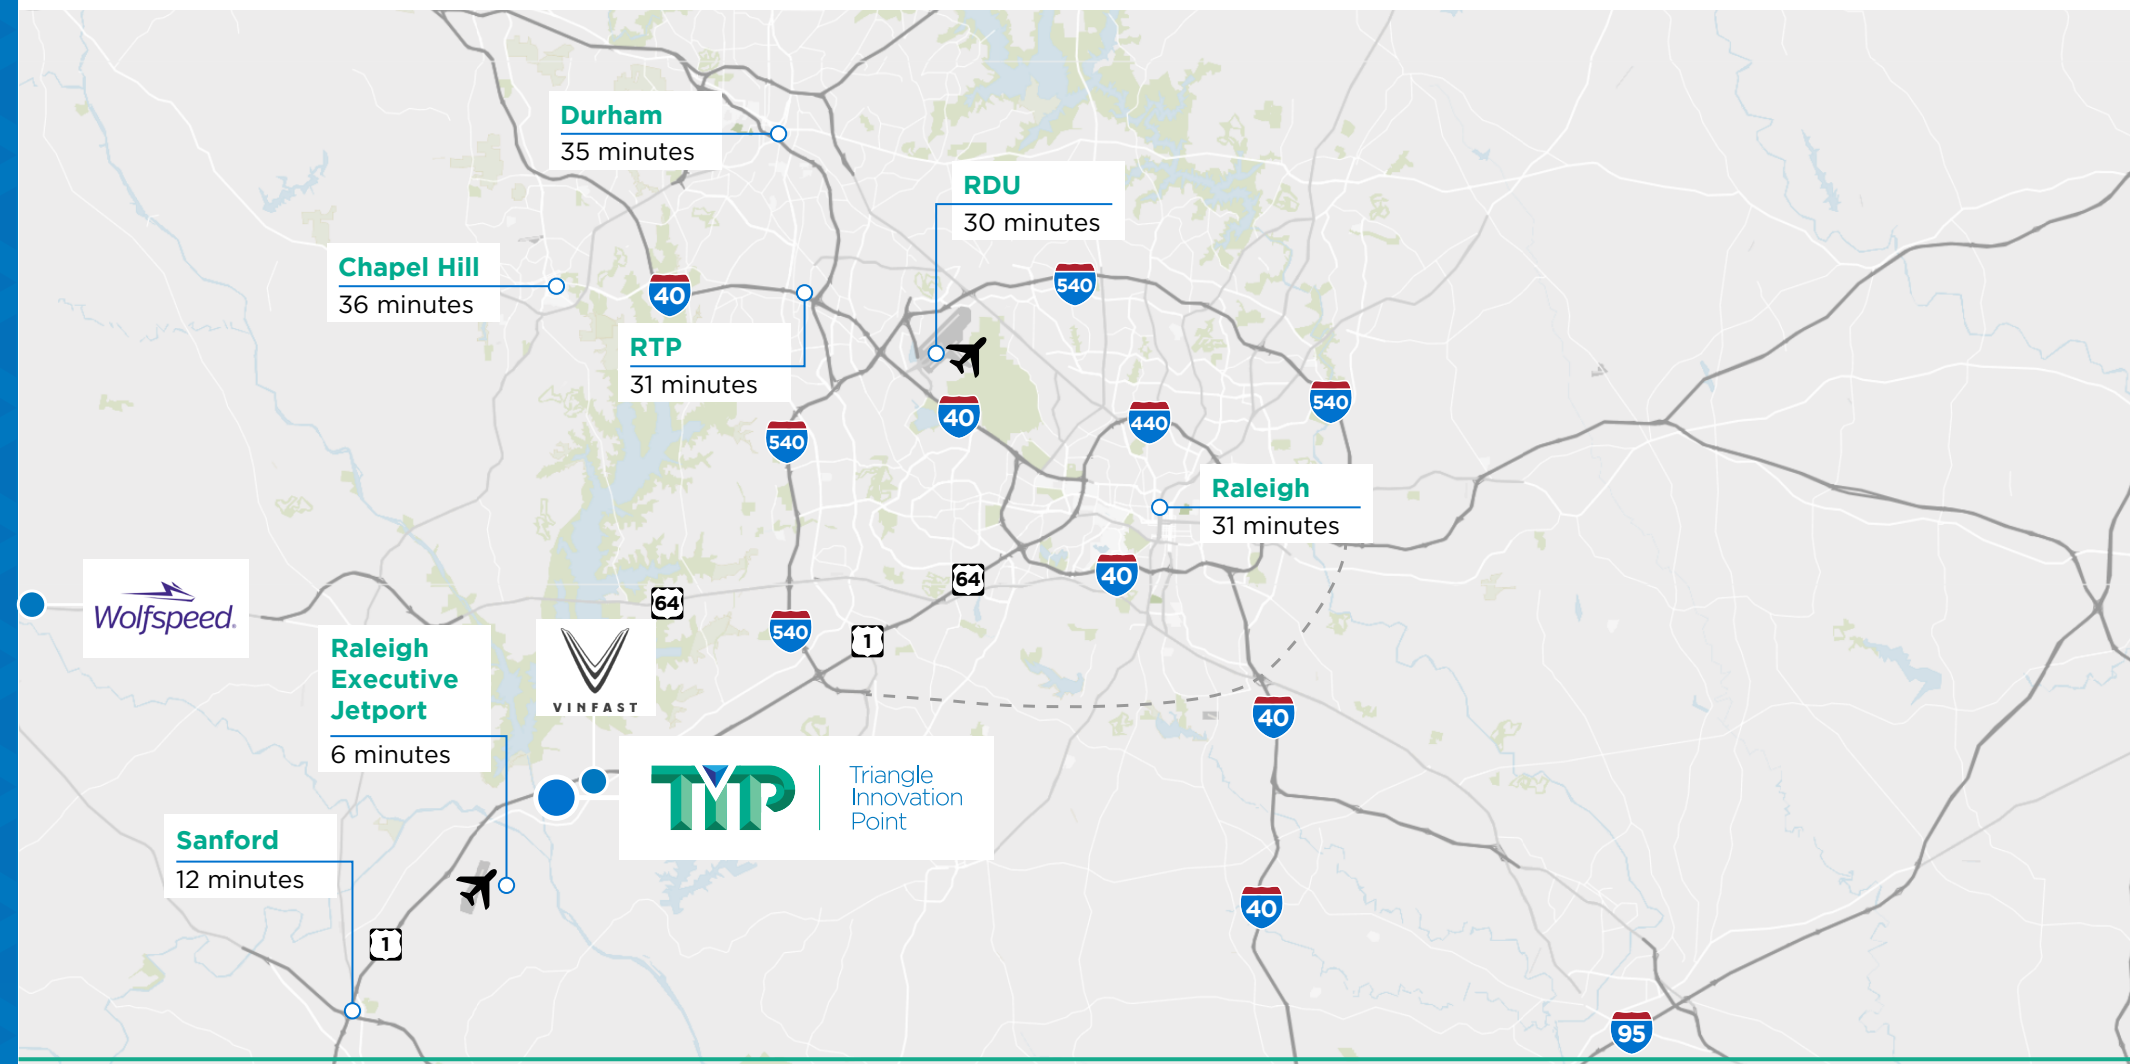 Durham
35 minutes
RDU
30 minutes
Chapel Hill
36 minutes
40
540
RTP
31 minutes
540
40
440
540
Raleigh
31 minutes
Wolfspeed.
64
64
40
540
1
Raleigh
Executive
Jetport
6 minutes
VINFAST
40
TIP
Triangle
Innovation
Point
Sanford
12 minutes
40
1
95